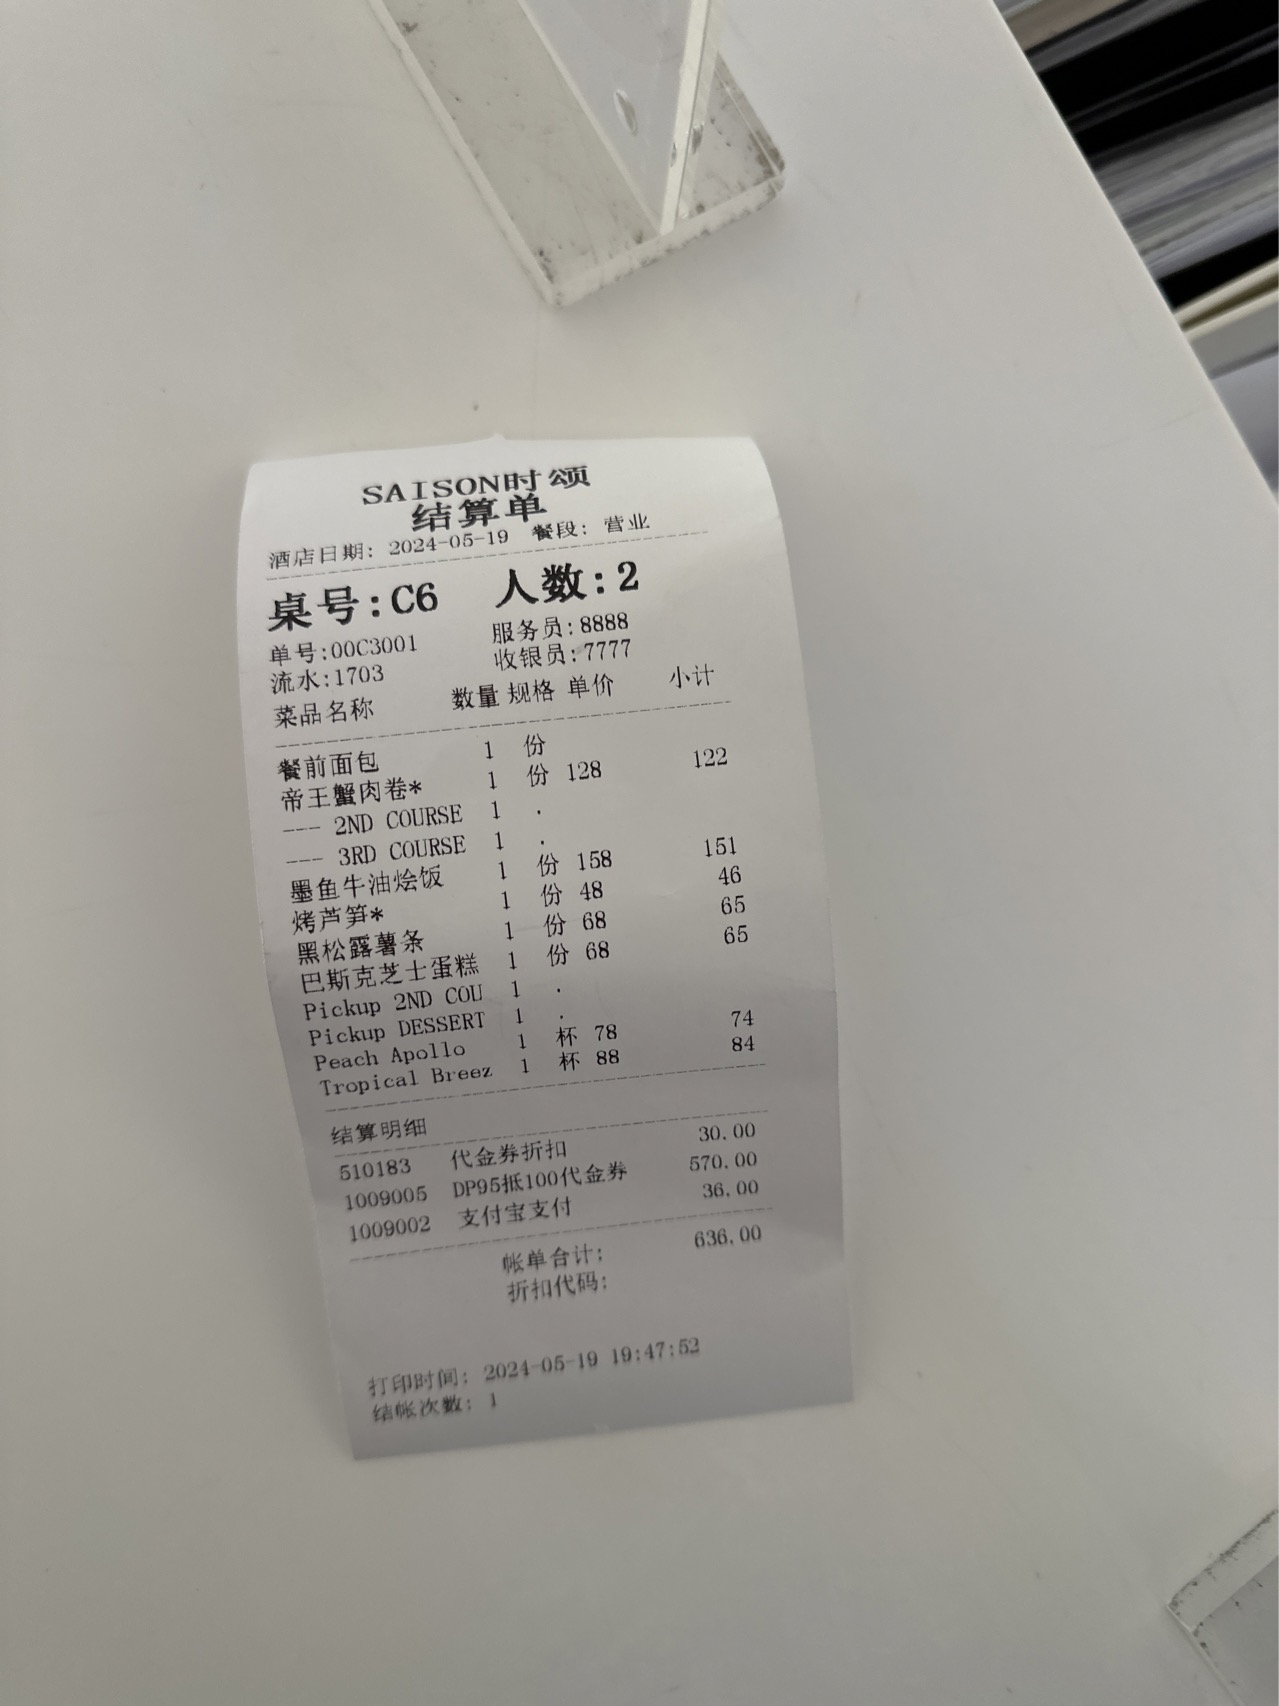 SAISON时颂
结算单
酒店日期: 2024-05-19 餐段: 营业
桌号:C6 人数:2
单号:00C3001 服务员:8888
流水:1703 收银员:7777
菜品名称 数量 规格 单价 小计
餐前面包 1 份
帝王蟹肉卷* 1 份 128 122
--- 2ND COURSE 1 .
--- 3RD COURSE 1 .
墨鱼牛油烩饭 1 份 158 151
烤芦笋* 1 份 48 46
黑松露薯条 1 份 68 65
巴斯克芝士蛋糕 1 份 68 65
Pickup 2ND COU 1 .
Pickup DESSERT 1 .
Peach Apollo 1 杯 78 74
Tropical Breez 1 杯 88 84
结算明细
510183 代金券折扣 30.00
1009005 DP95抵100代金券 570.00
1009002 支付宝支付 36.00
帐单合计: 636.00
折扣代码:
打印时间: 2024-05-19 19:47:52
结帐次数: 1